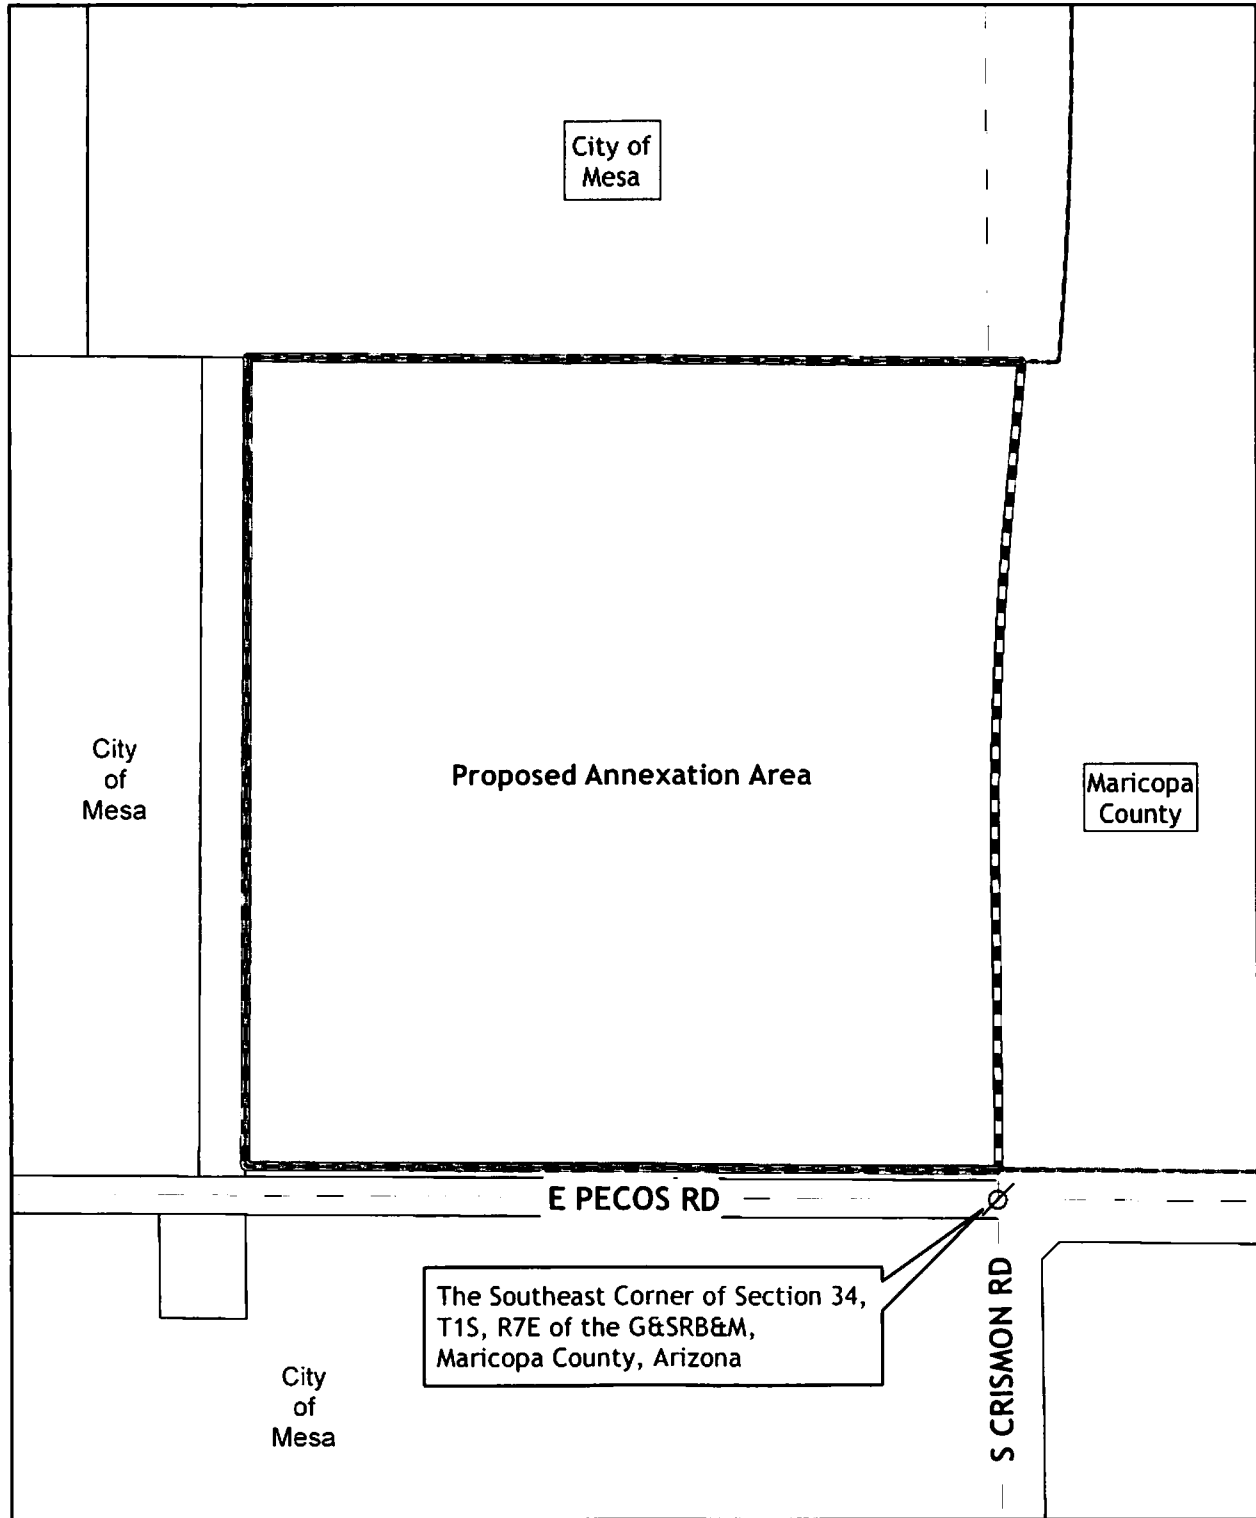 City of
Mesa
City
of
Mesa
Proposed Annexation Area
Maricopa
County
E PECOS RD
The Southeast Corner of Section 34,
T1S, R7E of the G&SRB&M,
Maricopa County, Arizona
S CRISMON RD
City
of
Mesa